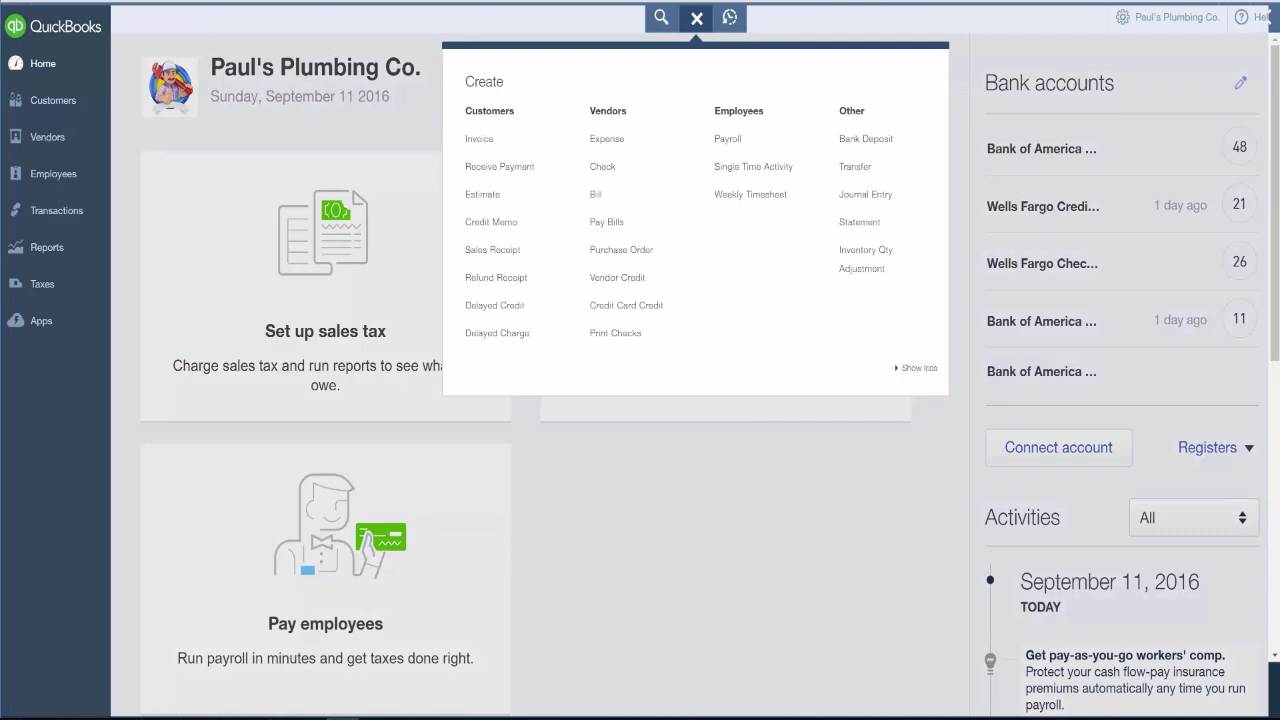 QuickBooks
Paul's Plumbing Co.
Home
Customers
Vendors
Employees
Transactions
Reports
Taxes
Apps
Paul's Plumbing Co.
Sunday, September 11 2016
Set up sales tax
Charge sales tax and run reports to see
owe.
Pay employees
Run payroll in minutes and get taxes done right.
Create
Customers
Invoice
Receive Payment
Estimate
Credit Memo
Sales Receipt
Refund Receipt
Delayed Credit
Delayed Charge
Vendors
Expense
Check
Bill
Pay Bills
Purchase Order
Vendor Credit
Credit Card Credit
Print Checks
Employees
Payroll
Single Time Activity
Weekly Timesheet
Other
Bank Deposit
Transfer
Journal Entry
Statement
Inventory Qty
Adjustment
Show less
Bank accounts
Bank of America ... 48
Wells Fargo Credi... 1 day ago 21
Wells Fargo Chec... 26
Bank of America ... 1 day ago 11
Bank of America ...
Connect account Registers
Activities All
September 11, 2016
TODAY
Get pay-as-you-go workers' comp.
Protect your cash flow-pay insurance
premiums automatically any time you run
payroll.